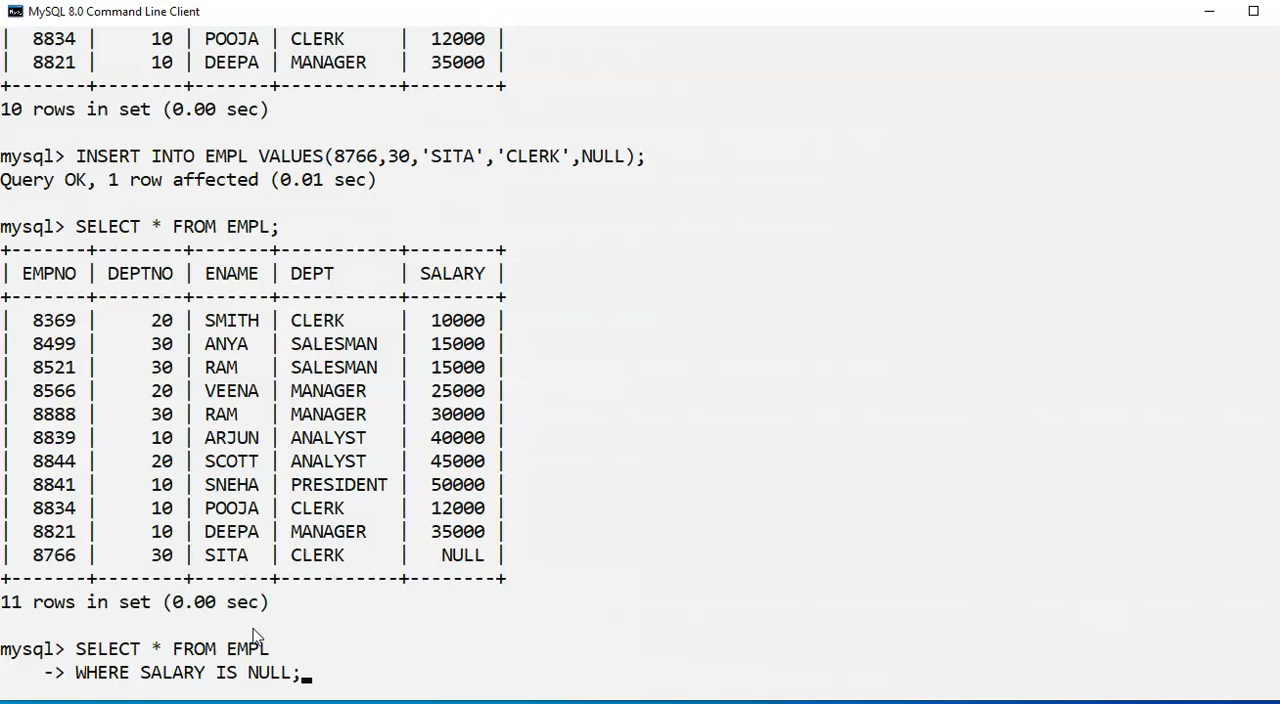 MySQL 8.0 Command Line Client
|  8834 |     10 | POOJA | CLERK     |  12000 |
|  8821 |     10 | DEEPA | MANAGER   |  35000 |
+-------+--------+-------+-----------+--------+
10 rows in set (0.00 sec)
mysql> INSERT INTO EMPL VALUES(8766,30,'SITA','CLERK',NULL);
Query OK, 1 row affected (0.01 sec)
mysql> SELECT * FROM EMPL;
+-------+--------+-------+-----------+--------+
| EMPNO | DEPTNO | ENAME | DEPT      | SALARY |
+-------+--------+-------+-----------+--------+
|  8369 |     20 | SMITH | CLERK     |  10000 |
|  8499 |     30 | ANYA  | SALESMAN  |  15000 |
|  8521 |     30 | RAM   | SALESMAN  |  15000 |
|  8566 |     20 | VEENA | MANAGER   |  25000 |
|  8888 |     30 | RAM   | MANAGER   |  30000 |
|  8839 |     10 | ARJUN | ANALYST   |  40000 |
|  8844 |     20 | SCOTT | ANALYST   |  45000 |
|  8841 |     10 | SNEHA | PRESIDENT |  50000 |
|  8834 |     10 | POOJA | CLERK     |  12000 |
|  8821 |     10 | DEEPA | MANAGER   |  35000 |
|  8766 |     30 | SITA  | CLERK     |   NULL |
+-------+--------+-------+-----------+--------+
11 rows in set (0.00 sec)
mysql> SELECT * FROM EMPL
    -> WHERE SALARY IS NULL;